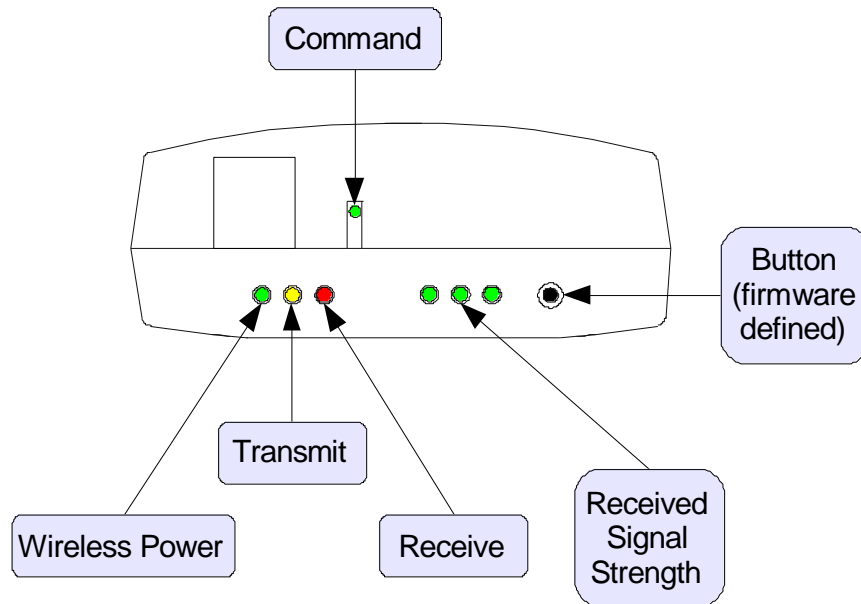 Command
Button
(firmware
defined)
Transmit
Wireless Power
Receive
Received
Signal
Strength